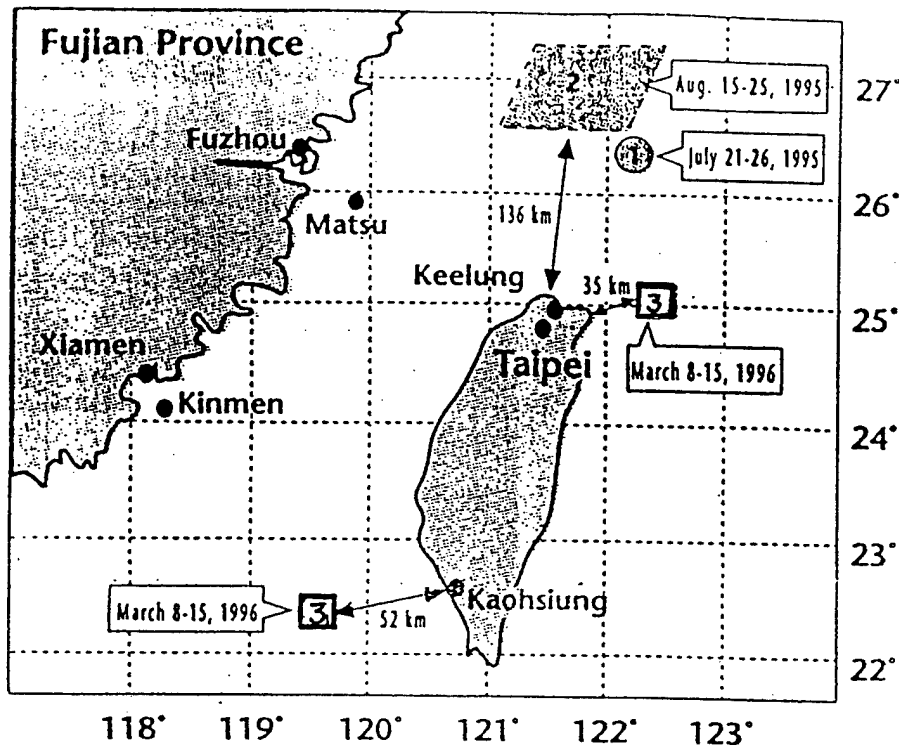 Fujian Province
2
Aug. 15-25, 1995
27°
Fuzhou
1
July 21-26, 1995
Matsu
136 km
26°
Keelung
35 km
3
25°
Xiamen
Taipei
March 8-15, 1996
Kinmen
24°
23°
March 8-15, 1996
3
52 km
Kaohsiung
22°
118° 119° 120° 121° 122° 123°